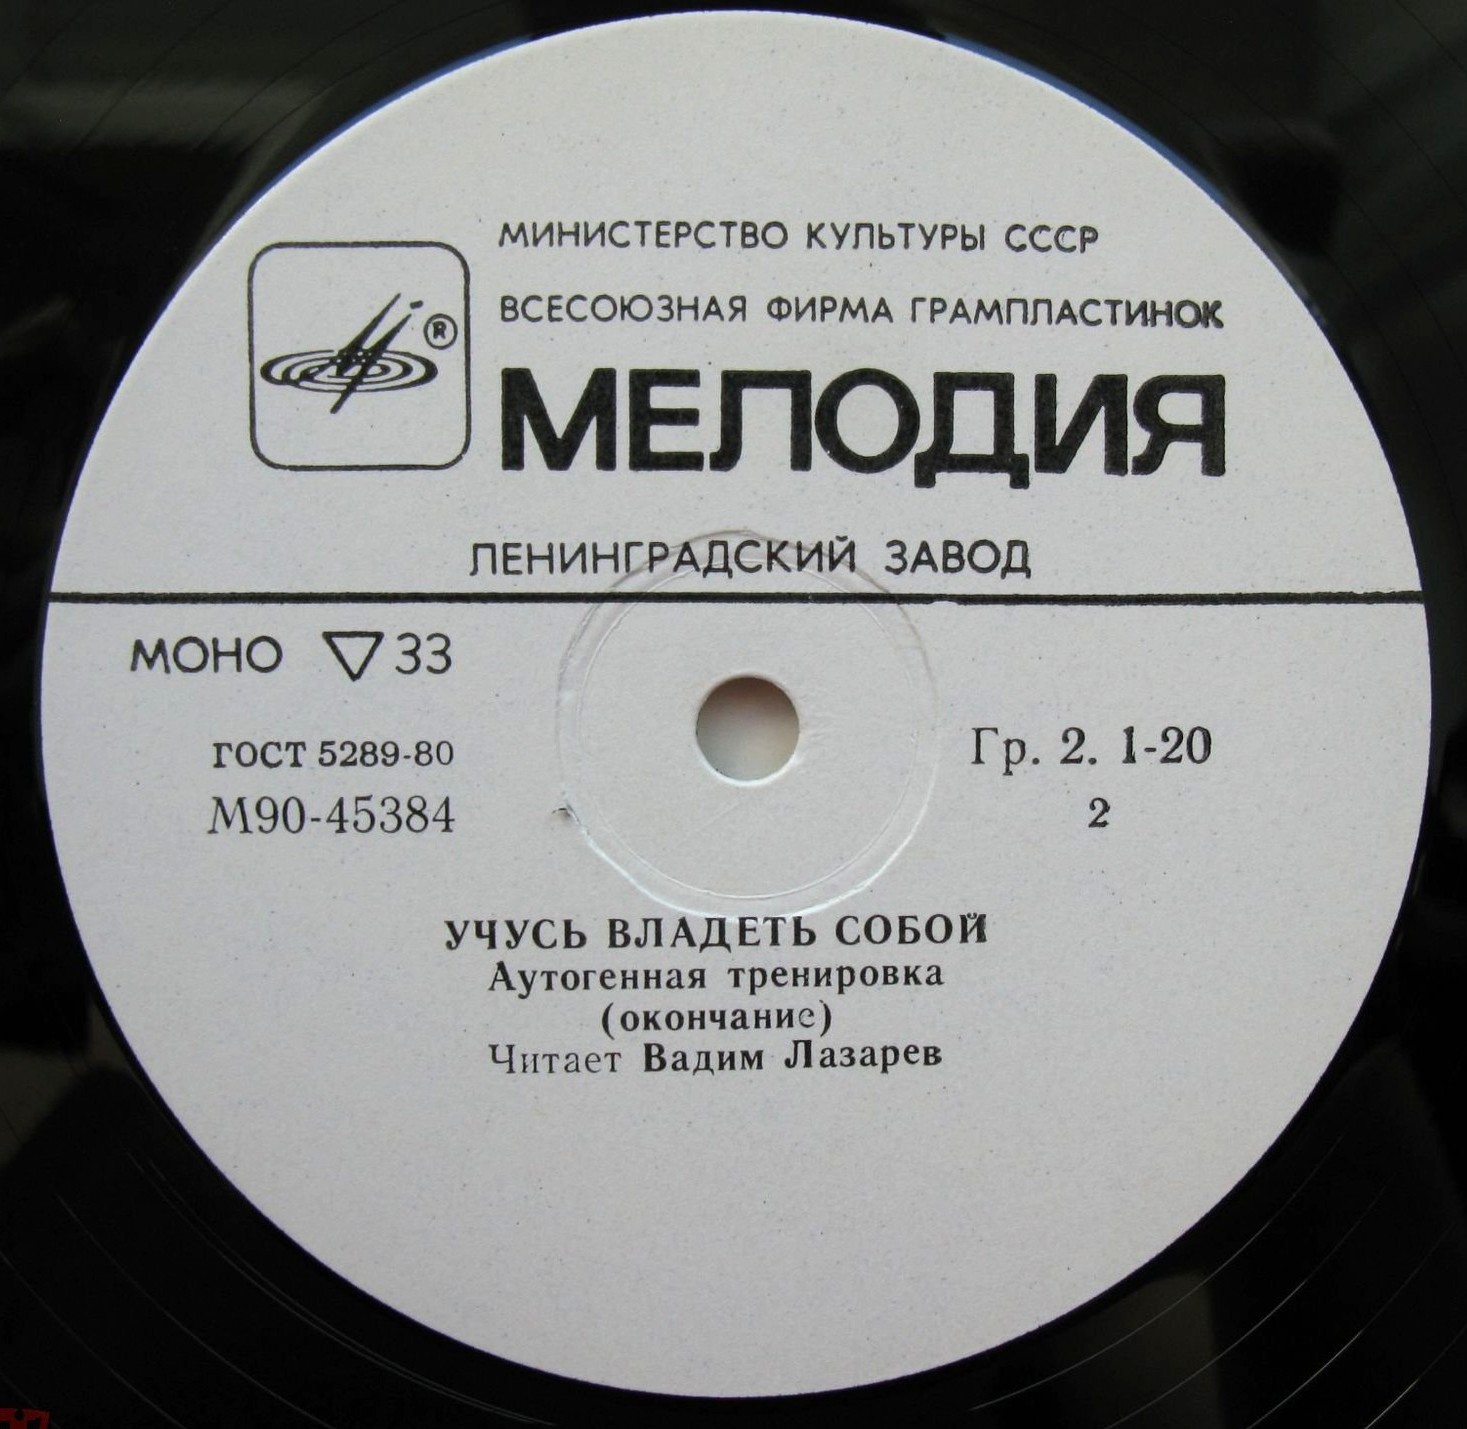 МИНИСТЕРСТВО КУЛЬТУРЫ СССР
ВСЕСОЮЗНАЯ ФИРМА ГРАМПЛАСТИНОК
®
МЕЛОДИЯ
ЛЕНИНГРАДСКИЙ ЗАВОД
МОНО ▽33
ГОСТ 5289-80
М90-45384
Гр. 2. 1-20
2
УЧУСЬ ВЛАДЕТЬ СОБОЙ
Аутогенная тренировка
(окончание)
Читает Вадим Лазарев